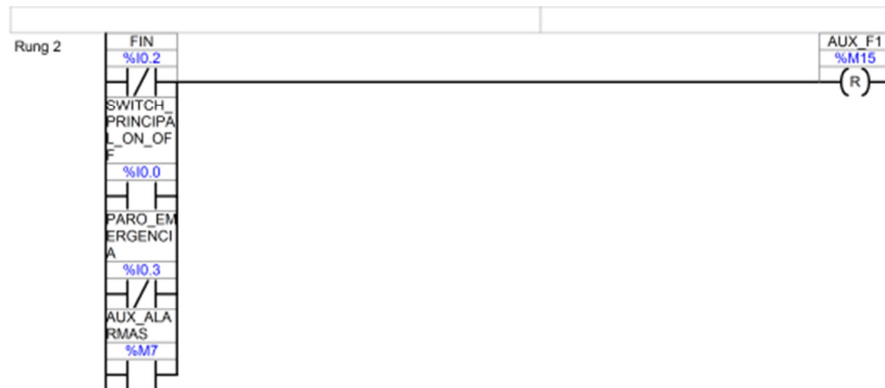 Rung 2
FIN
%I0.2
SWITCH_
PRINCIPA
L_ON_OF
F
%I0.0
PARO_EM
ERGENCI
A
%I0.3
AUX_ALA
RMAS
%M7
AUX_F1
%M15
R